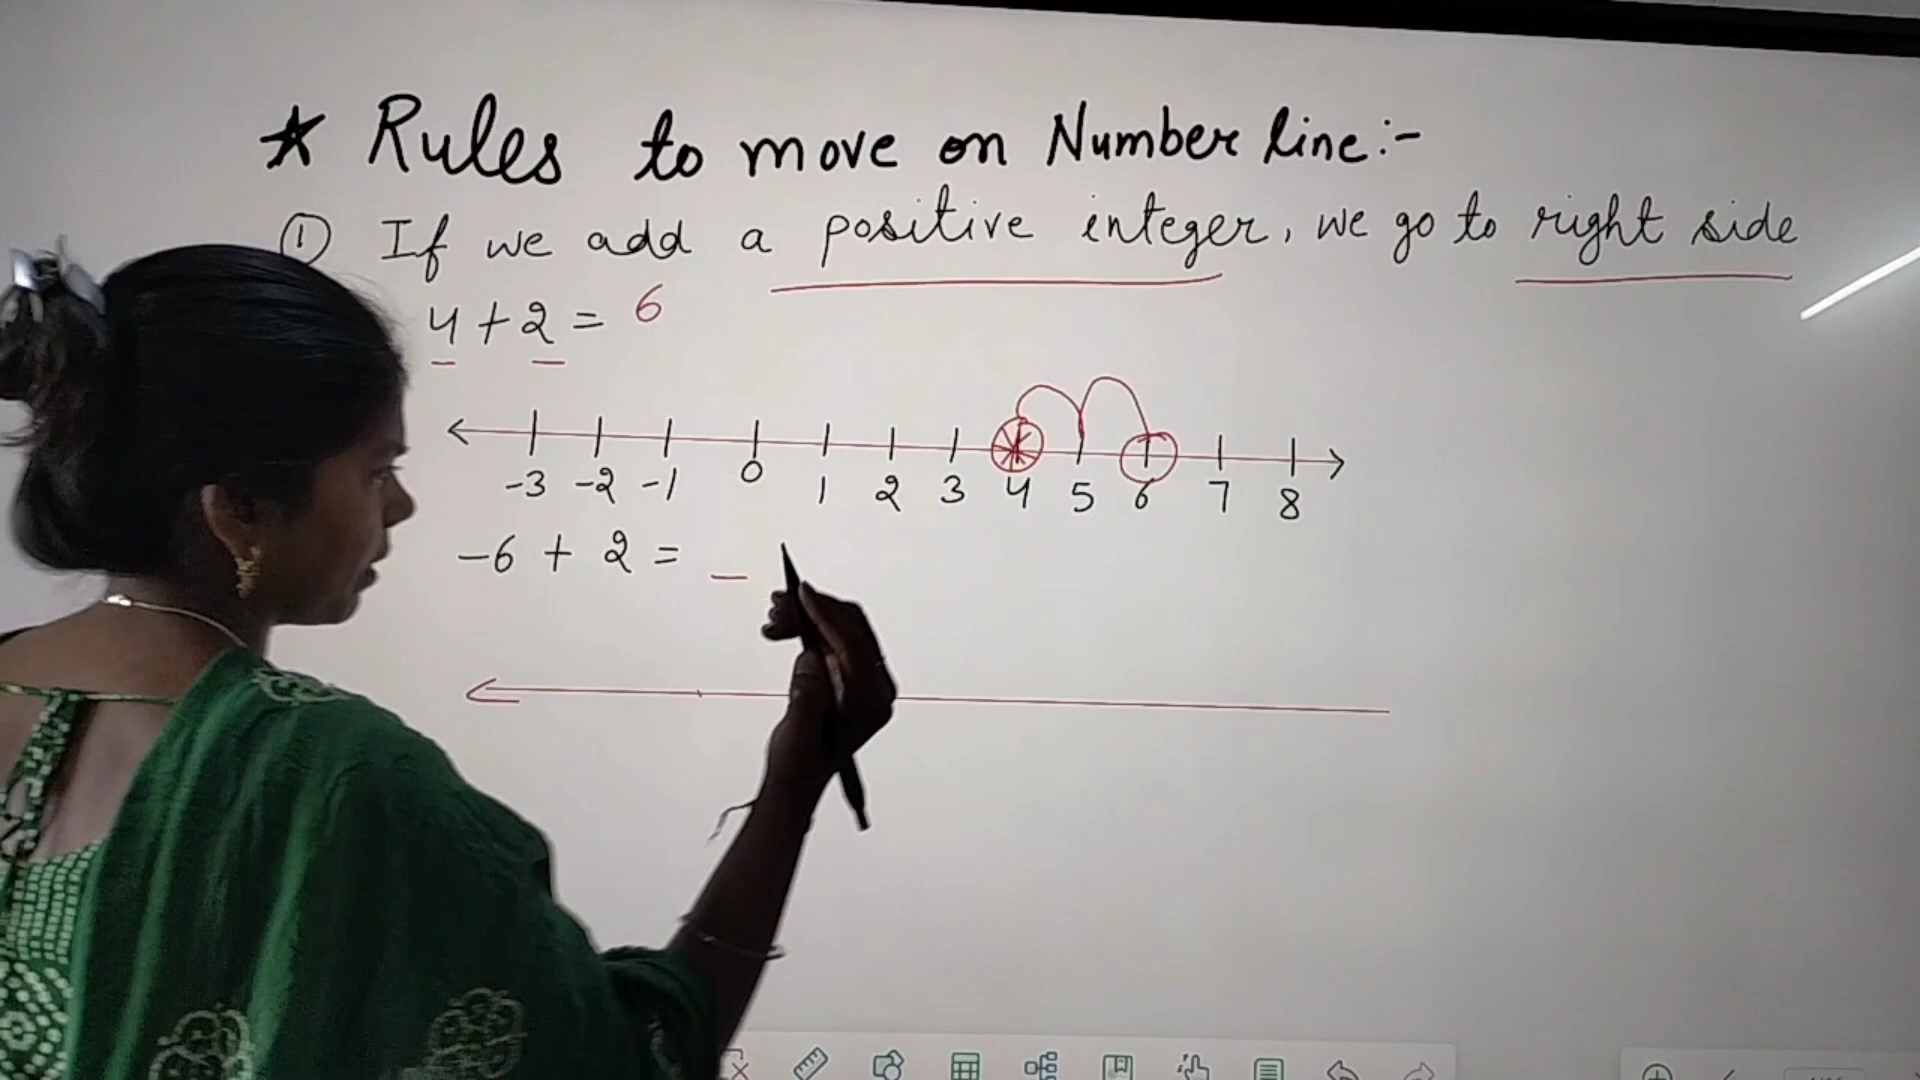 * Rules to move on Number line:-
① If we add a positive integer, we go to right side
4 + 2 = 6
-3 -2 -1 0 1 2 3 4 5 6 7 8
-6 + 2 = _